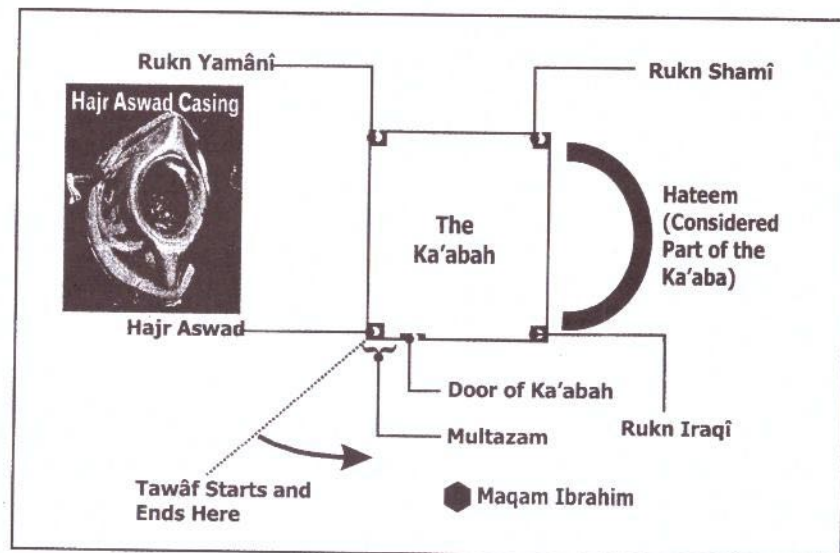 Rukn Yamânî
Rukn Shamî
Hajr Aswad Casing
The
Ka'abah
Hateem
(Considered
Part of the
Ka'aba)
Hajr Aswad
Door of Ka'abah
Multazam
Rukn Iraqî
Tawâf Starts and
Ends Here
Maqam Ibrahim